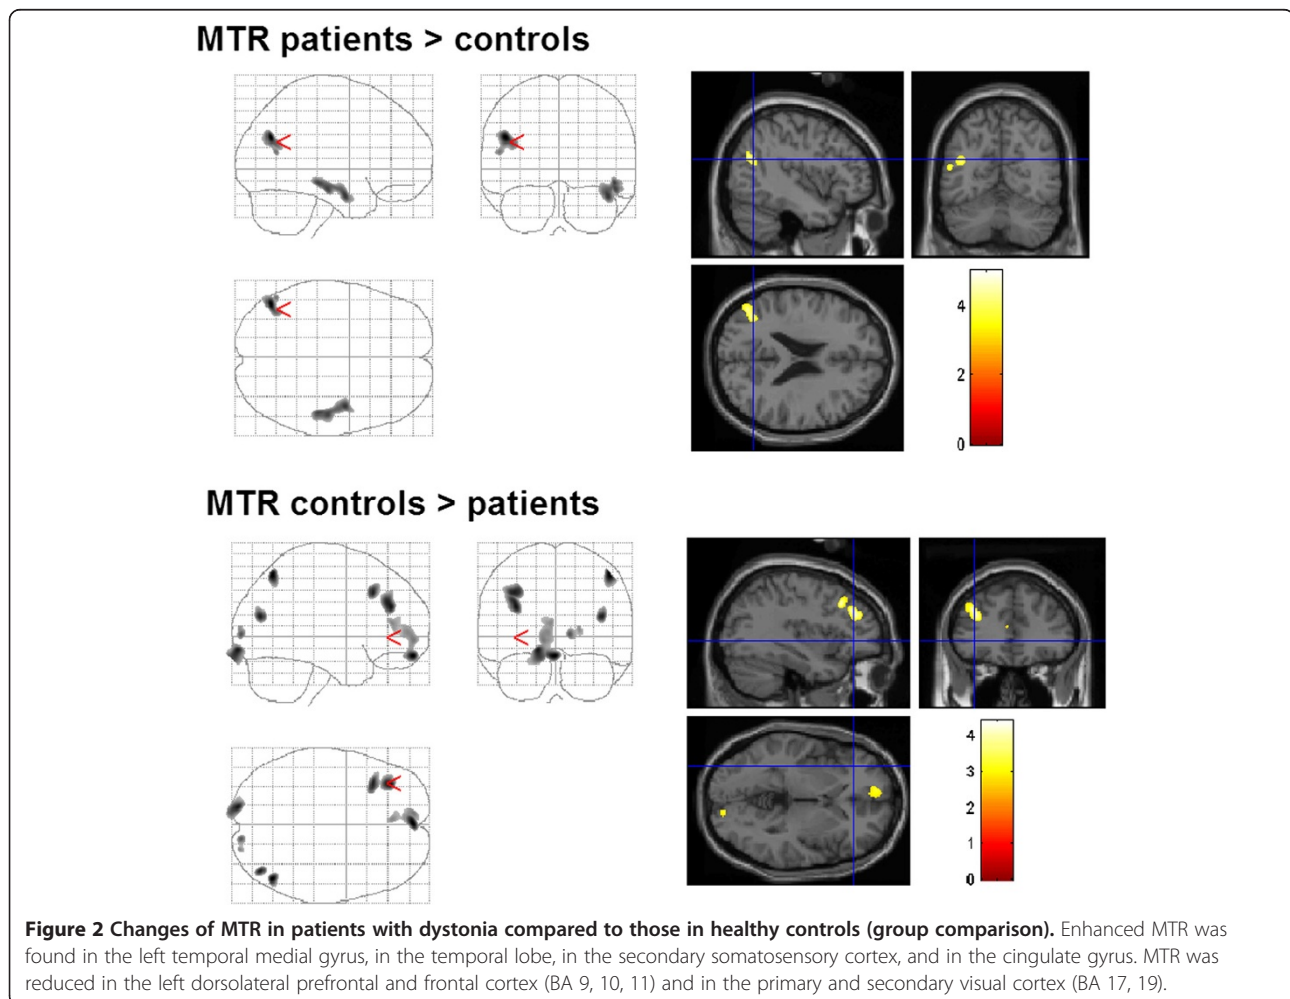 MTR patients > controls
<
<
<
4
2
0
MTR controls > patients
<
<
<
4
3
2
1
0
Figure 2 Changes of MTR in patients with dystonia compared to those in healthy controls (group comparison). Enhanced MTR was
found in the left temporal medial gyrus, in the temporal lobe, in the secondary somatosensory cortex, and in the cingulate gyrus. MTR was
reduced in the left dorsolateral prefrontal and frontal cortex (BA 9, 10, 11) and in the primary and secondary visual cortex (BA 17, 19).